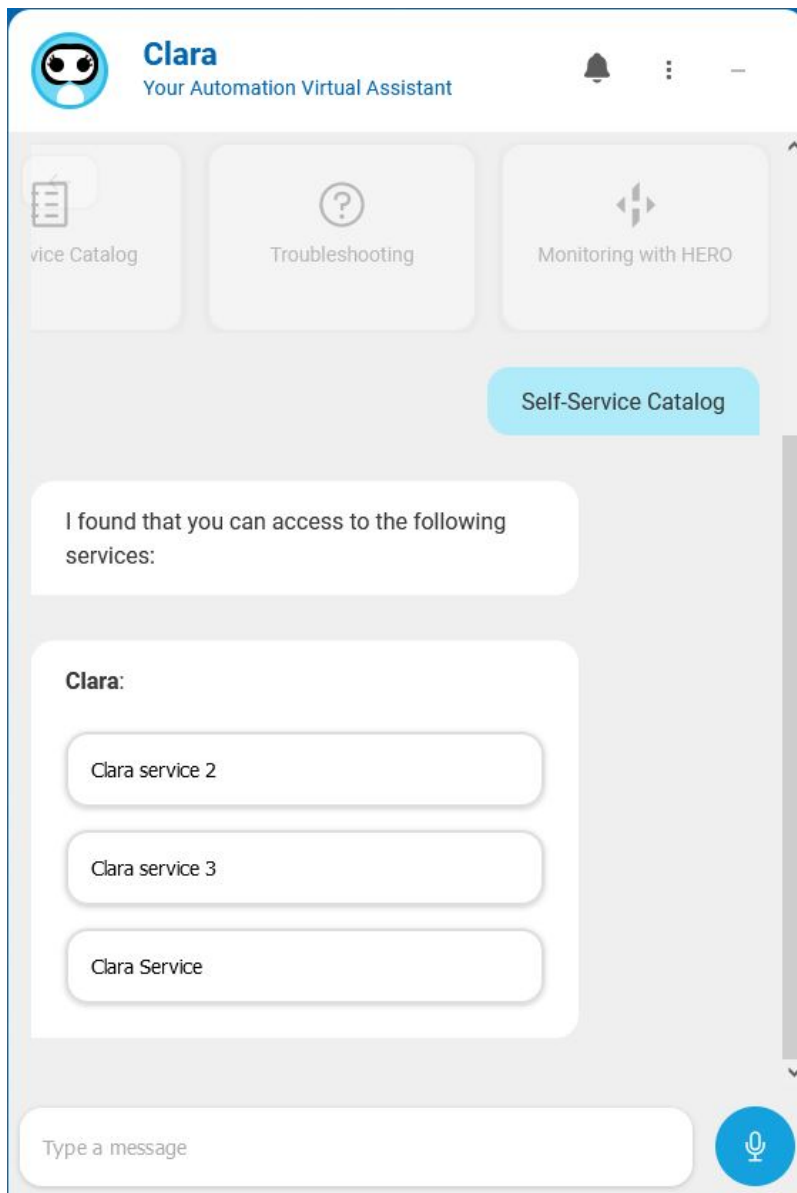 Clara
Your Automation Virtual Assistant
vice Catalog
Troubleshooting
Monitoring with HERO
Self-Service Catalog
I found that you can access to the following
services:
Clara:
Clara service 2
Clara service 3
Clara Service
Type a message